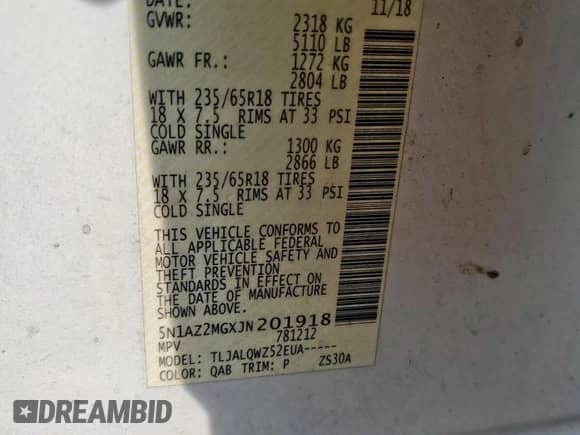 DATE: 11/18
GVWR: 2318 KG
5110 LB
GAWR FR.: 1272 KG
2804 LB
WITH 235/65R18 TIRES
18 X 7.5 RIMS AT 33 PSI
COLD SINGLE
GAWR RR.: 1300 KG
2866 LB
WITH 235/65R18 TIRES
18 X 7.5 RIMS AT 33 PSI
COLD SINGLE
THIS VEHICLE CONFORMS TO
ALL APPLICABLE FEDERAL
MOTOR VEHICLE SAFETY AND
THEFT PREVENTION
STANDARDS IN EFFECT ON
THE DATE OF MANUFACTURE
SHOWN ABOVE.
5N1AZ2MGXJN201918
MPV 781212
MODEL: TLJALQWZ52EUA-----
COLOR: QAB TRIM: P ZS30A
DREAMBID